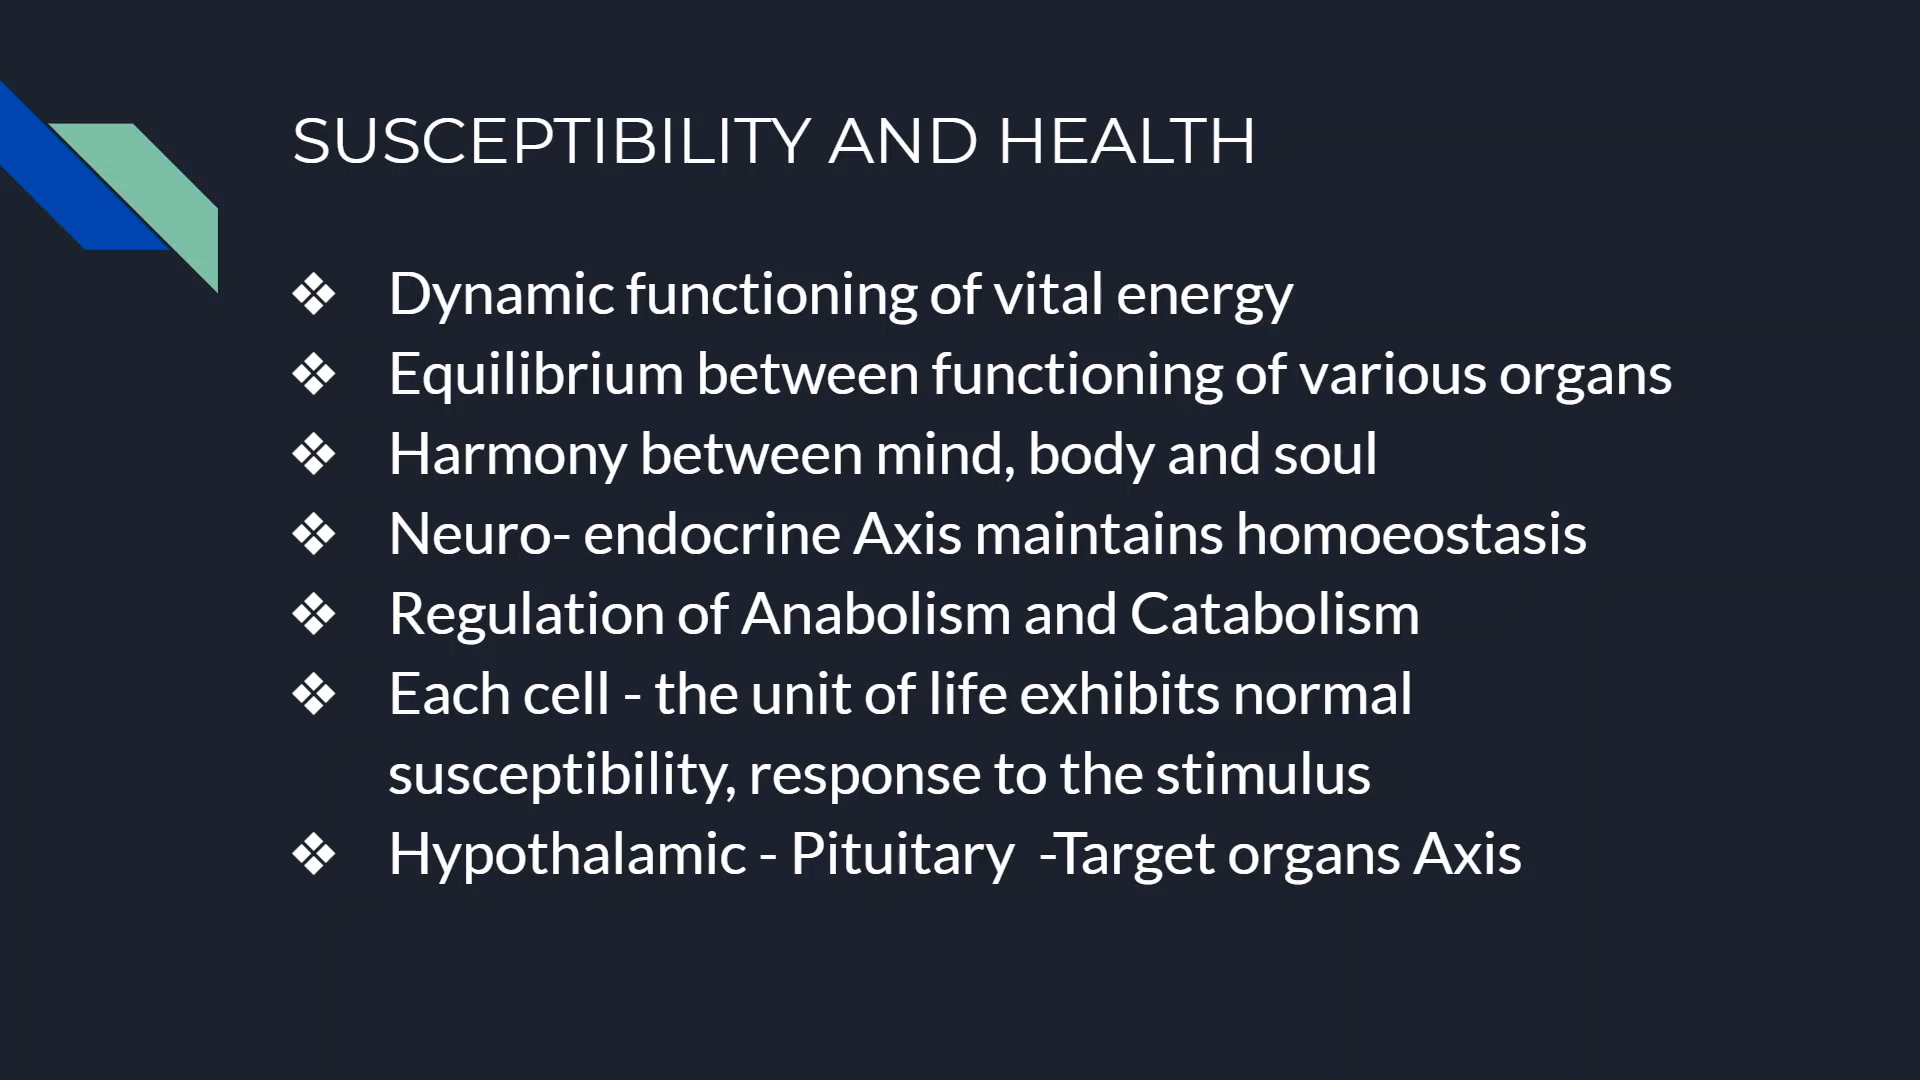 SUSCEPTIBILITY AND HEALTH
❖ Dynamic functioning of vital energy
❖ Equilibrium between functioning of various organs
❖ Harmony between mind, body and soul
❖ Neuro- endocrine Axis maintains homoeostasis
❖ Regulation of Anabolism and Catabolism
❖ Each cell - the unit of life exhibits normal
susceptibility, response to the stimulus
❖ Hypothalamic - Pituitary  -Target organs Axis